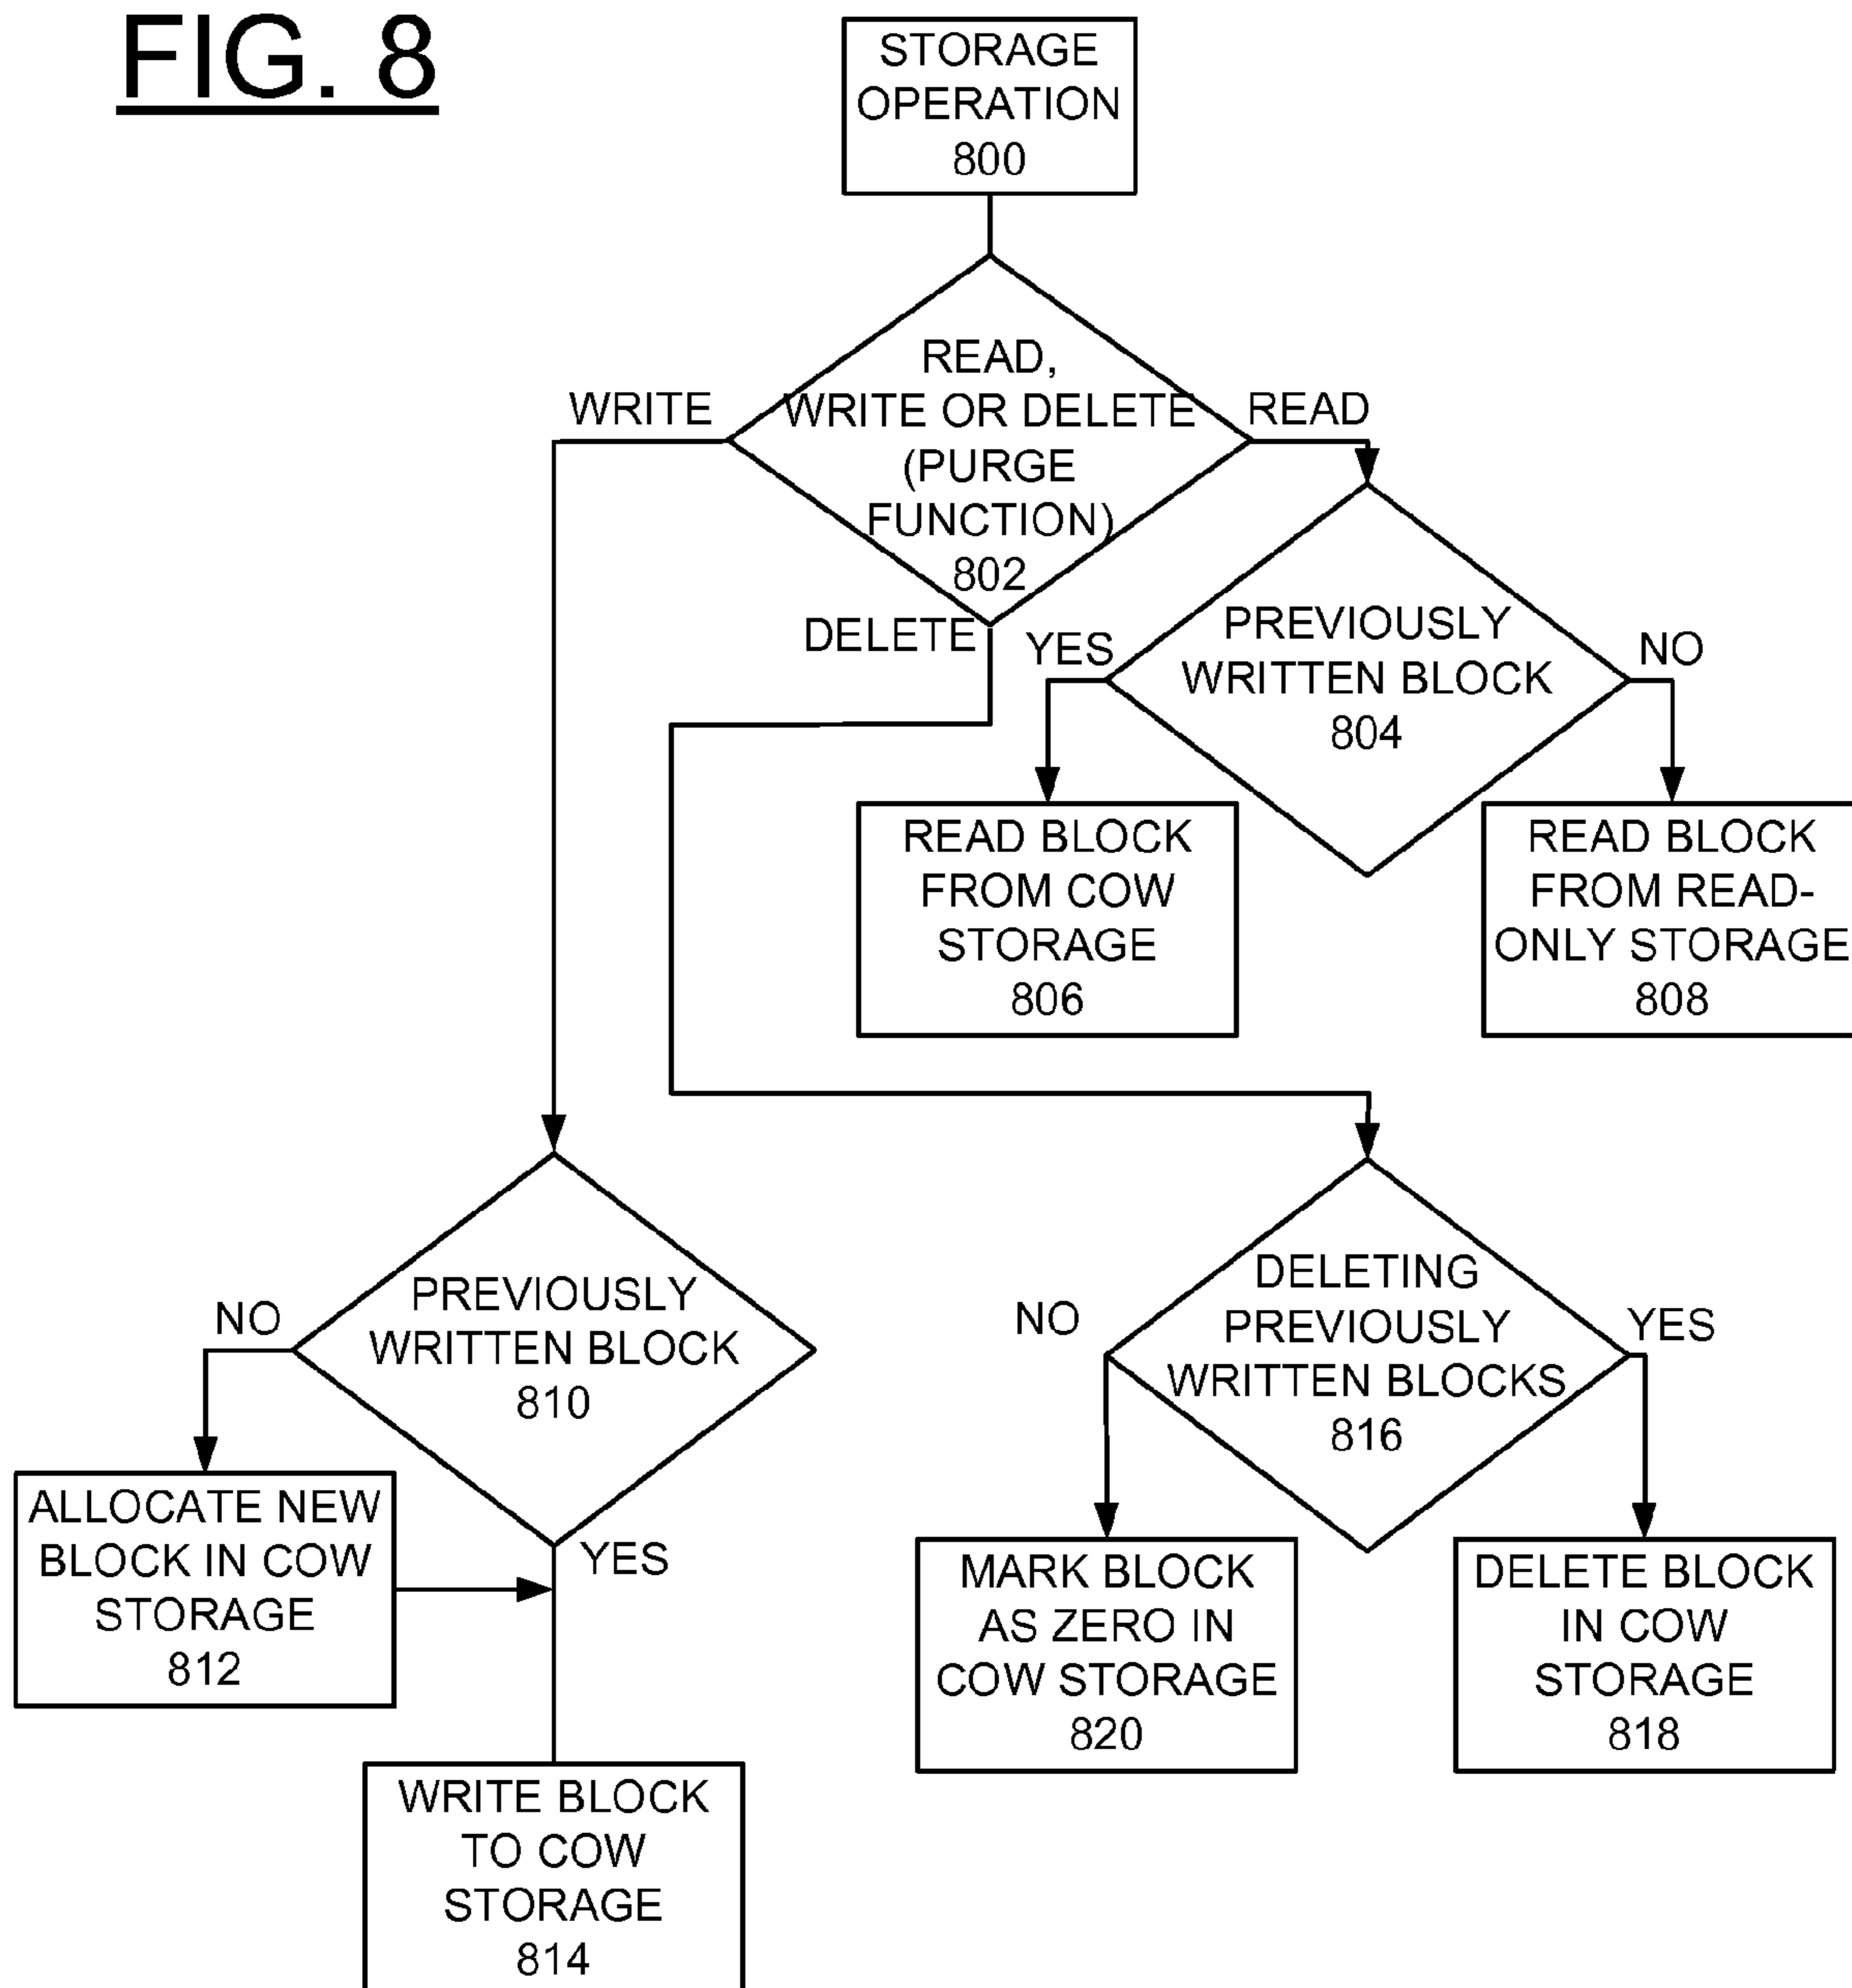 FIG. 8
STORAGE
OPERATION
800
READ,
WRITE OR DELETE
(PURGE
FUNCTION)
802
WRITE
READ
DELETE
PREVIOUSLY
WRITTEN BLOCK
804
YES
NO
READ BLOCK
FROM COW
STORAGE
806
READ BLOCK
FROM READ-
ONLY STORAGE
808
PREVIOUSLY
WRITTEN BLOCK
810
NO
YES
ALLOCATE NEW
BLOCK IN COW
STORAGE
812
WRITE BLOCK
TO COW
STORAGE
814
DELETING
PREVIOUSLY
WRITTEN BLOCKS
816
NO
YES
MARK BLOCK
AS ZERO IN
COW STORAGE
820
DELETE BLOCK
IN COW
STORAGE
818